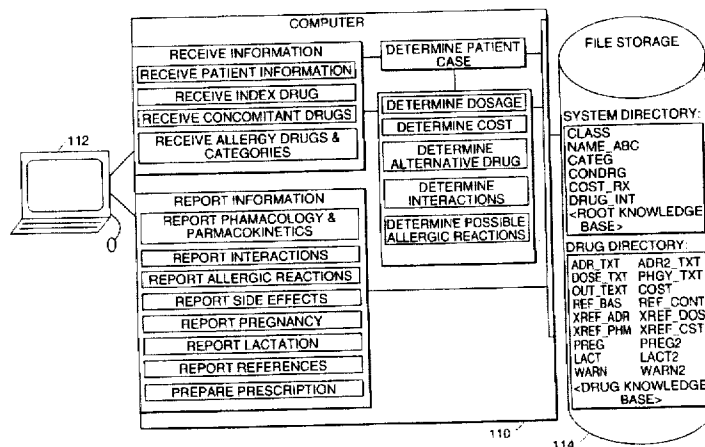 COMPUTER
RECEIVE INFORMATION
RECEIVE PATIENT INFORMATION
RECEIVE INDEX DRUG
RECEIVE CONCOMITANT DRUGS
RECEIVE ALLERGY DRUGS &
CATEGORIES
DETERMINE PATIENT
CASE
DETERMINE DOSAGE
DETERMINE COST
DETERMINE
ALTERNATIVE DRUG
DETERMINE
INTERACTIONS
DETERMINE POSSIBLE
ALLERGIC REACTIONS
112
REPORT INFORMATION
REPORT PHAMACOLOGY &
PARMACOKINETICS
REPORT INTERACTIONS
REPORT ALLERGIC REACTIONS
REPORT SIDE EFFECTS
REPORT PREGNANCY
REPORT LACTATION
REPORT REFERENCES
PREPARE PRESCRIPTION
110
FILE STORAGE
SYSTEM DIRECTORY:
CLASS
NAME_ABC
CATEG
CONDRG
COST_RX
DRUG_INT
<ROOT KNOWLEDGE
BASE>
DRUG DIRECTORY:
ADR_TXT ADR2_TXT
DOSE_TXT PHGY_TXT
OUT_TEXT COST
REF_BAS REF_CONT
XREF_ADR XREF_DOS
XREF_PHM XREF_CST
PREG PREG2
LACT LACT2
WARN WARN2
<DRUG KNOWLEDGE
BASE>
114